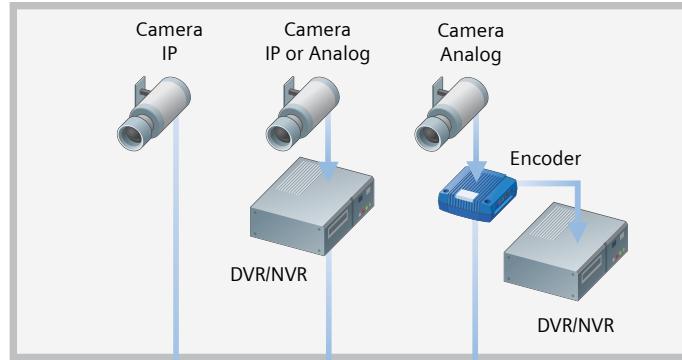 Camera
IP
Camera
IP or Analog
Camera
Analog
Encoder
DVR/NVR
DVR/NVR